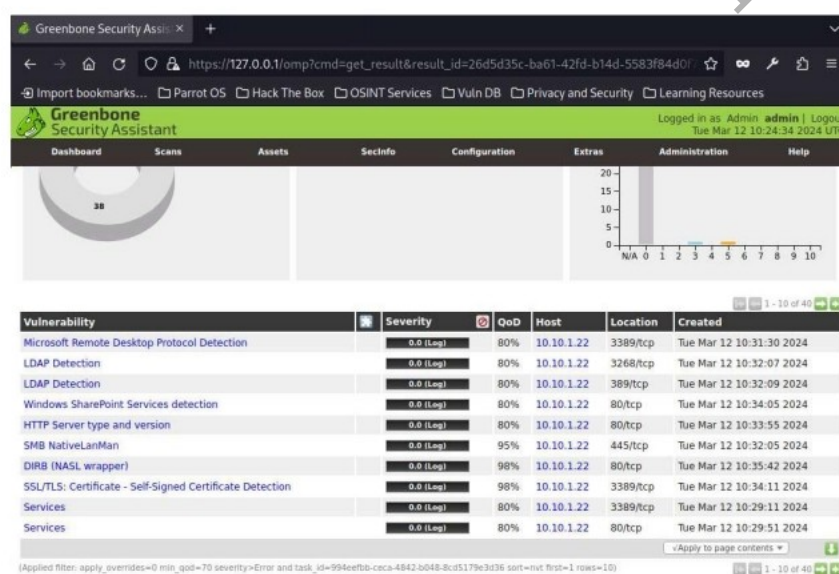 Greenbone Security Assis ×
https://127.0.0.1/omp?cmd=get_result&result_id=26d5d35c-ba61-42fd-b14d-5583f84d0f
Import bookmarks... Parrot OS Hack The Box OSINT Services Vuln DB Privacy and Security Learning Resources
Greenbone
Security Assistant
Logged in as Admin admin | Logou
Tue Mar 12 10:24:34 2024 UT
Dashboard Scans Assets SecInfo Configuration Extras Administration Help
38
20
15
10
5
0
N/A 0 1 2 3 4 5 6 7 8 9 10
1 - 10 of 40
Vulnerability Severity QoD Host Location Created
Microsoft Remote Desktop Protocol Detection 0.0 (Log) 80% 10.10.1.22 3389/tcp Tue Mar 12 10:31:30 2024
LDAP Detection 0.0 (Log) 80% 10.10.1.22 3268/tcp Tue Mar 12 10:32:07 2024
LDAP Detection 0.0 (Log) 80% 10.10.1.22 389/tcp Tue Mar 12 10:32:09 2024
Windows SharePoint Services detection 0.0 (Log) 80% 10.10.1.22 80/tcp Tue Mar 12 10:34:05 2024
HTTP Server type and version 0.0 (Log) 80% 10.10.1.22 80/tcp Tue Mar 12 10:33:55 2024
SMB NativeLanMan 0.0 (Log) 95% 10.10.1.22 445/tcp Tue Mar 12 10:32:05 2024
DIRB (NASL wrapper) 0.0 (Log) 98% 10.10.1.22 80/tcp Tue Mar 12 10:35:42 2024
SSL/TLS: Certificate - Self-Signed Certificate Detection 0.0 (Log) 98% 10.10.1.22 3389/tcp Tue Mar 12 10:34:11 2024
Services 0.0 (Log) 80% 10.10.1.22 3389/tcp Tue Mar 12 10:29:11 2024
Services 0.0 (Log) 80% 10.10.1.22 80/tcp Tue Mar 12 10:29:51 2024
√Apply to page contents
(Applied filter: apply_overrides=0 min_qod=70 severity>Error and task_id=994eefbb-ceca-4842-b048-8cd5179e3d36 sort=nvt first=1 rows=10)
1 - 10 of 40